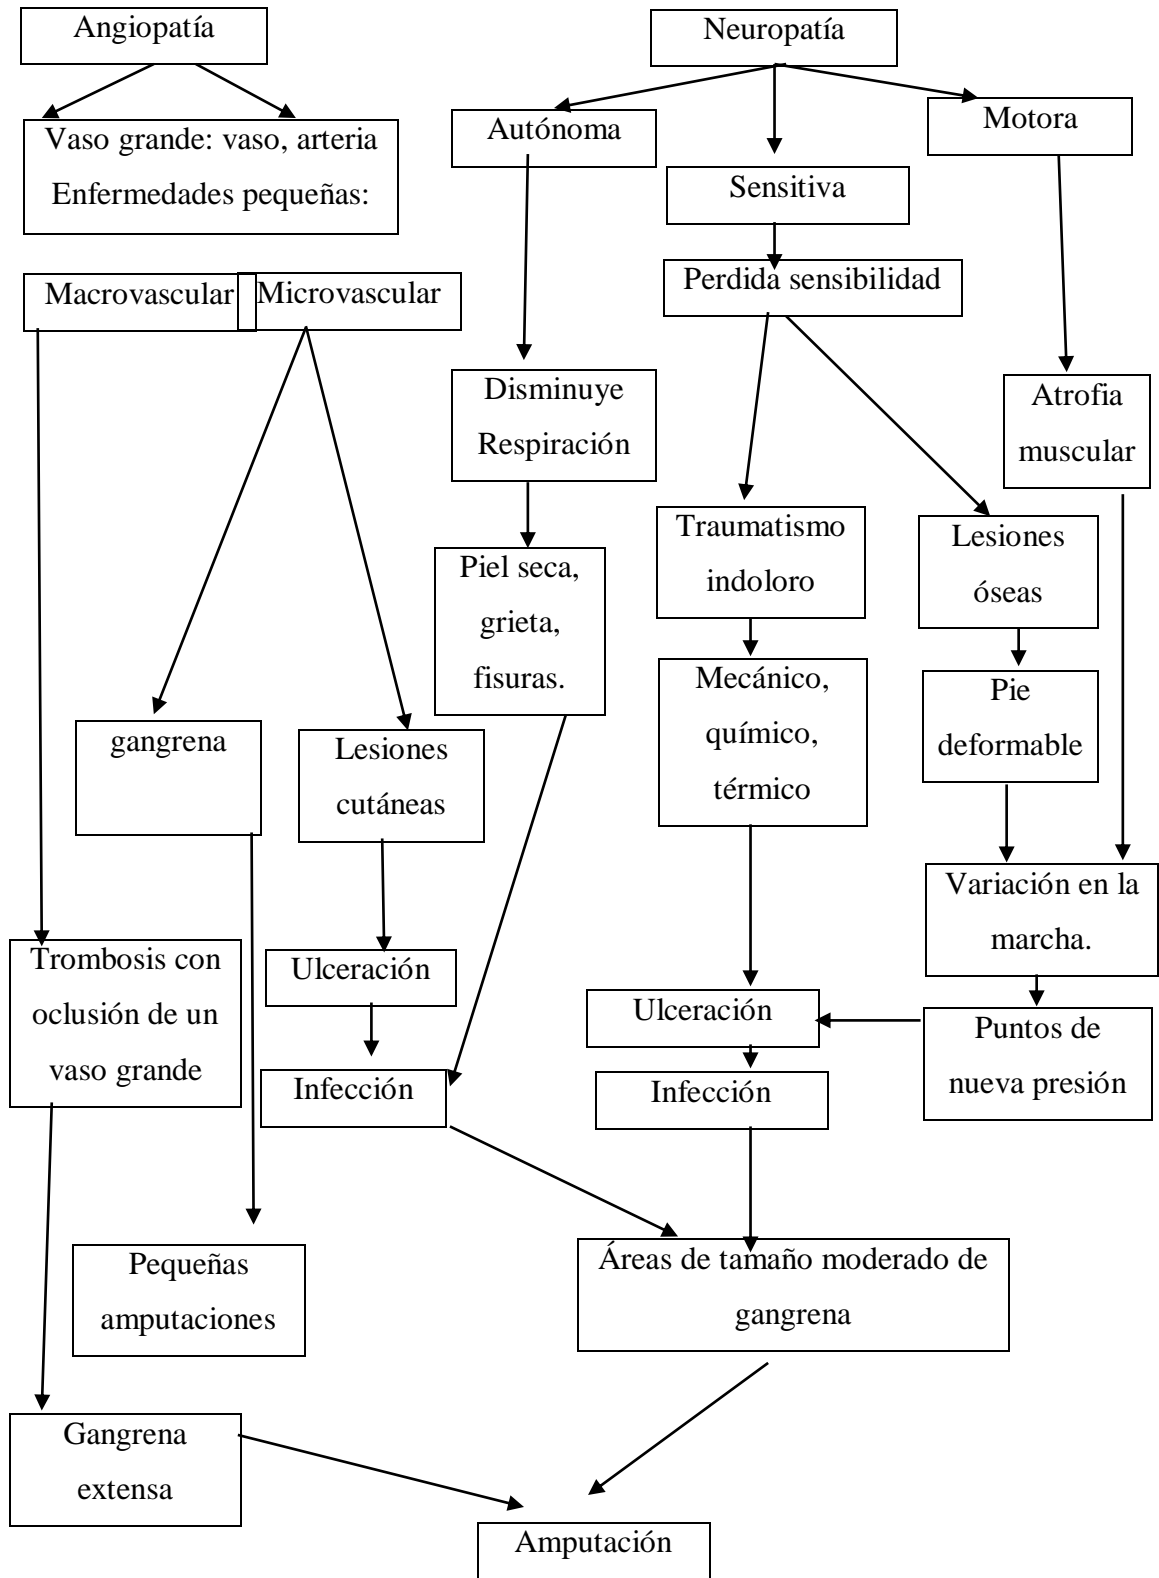 Angiopatía
Neuropatía
Vaso grande: vaso, arteria
Enfermedades pequeñas:
Autónoma
Motora
Sensitiva
Macrovascular
Microvascular
Perdida sensibilidad
Disminuye
Respiración
Atrofia
muscular
Traumatismo
indoloro
Lesiones
óseas
Piel seca,
grieta,
fisuras.
Mecánico,
químico,
térmico
Pie
deformable
gangrena
Lesiones
cutáneas
Variación en la
marcha.
Trombosis con
oclusión de un
vaso grande
Ulceración
Ulceración
Puntos de
nueva presión
Infección
Infección
Pequeñas
amputaciones
Áreas de tamaño moderado de
gangrena
Gangrena
extensa
Amputación